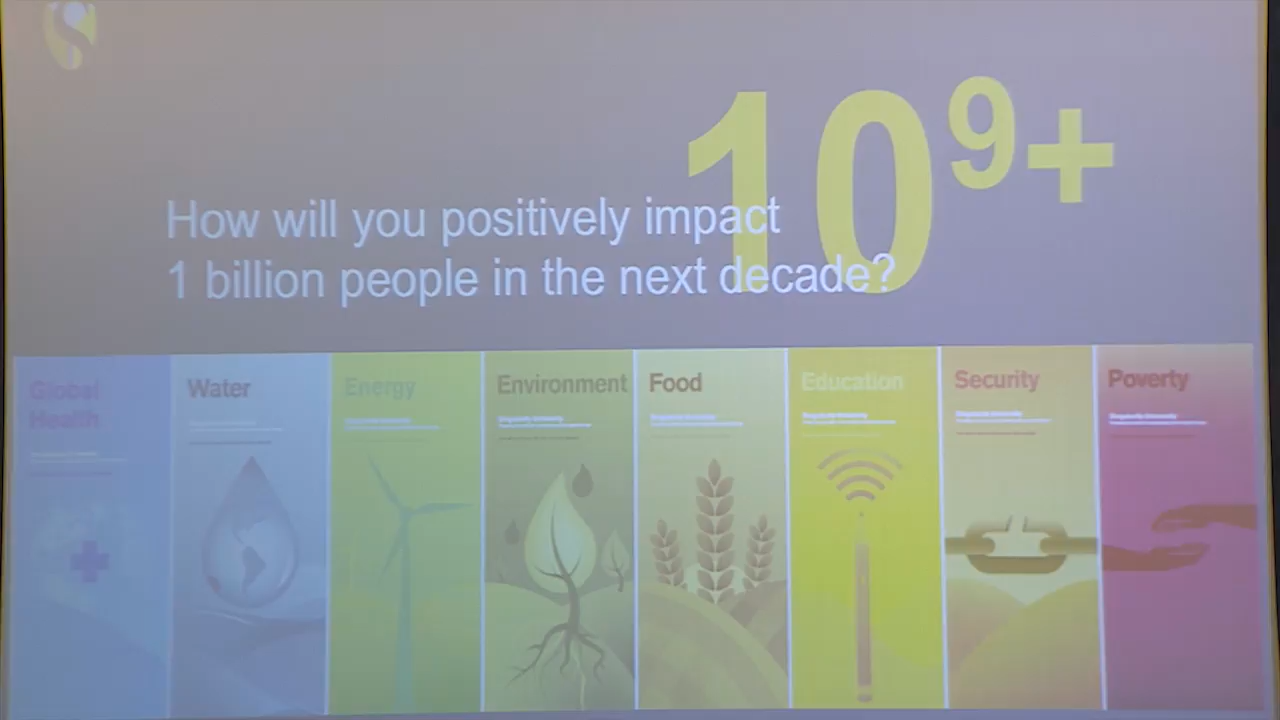 10⁹⁺
How will you positively impact
1 billion people in the next decade?
Global
Health
Water
Energy
Environment
Food
Education
Security
Poverty